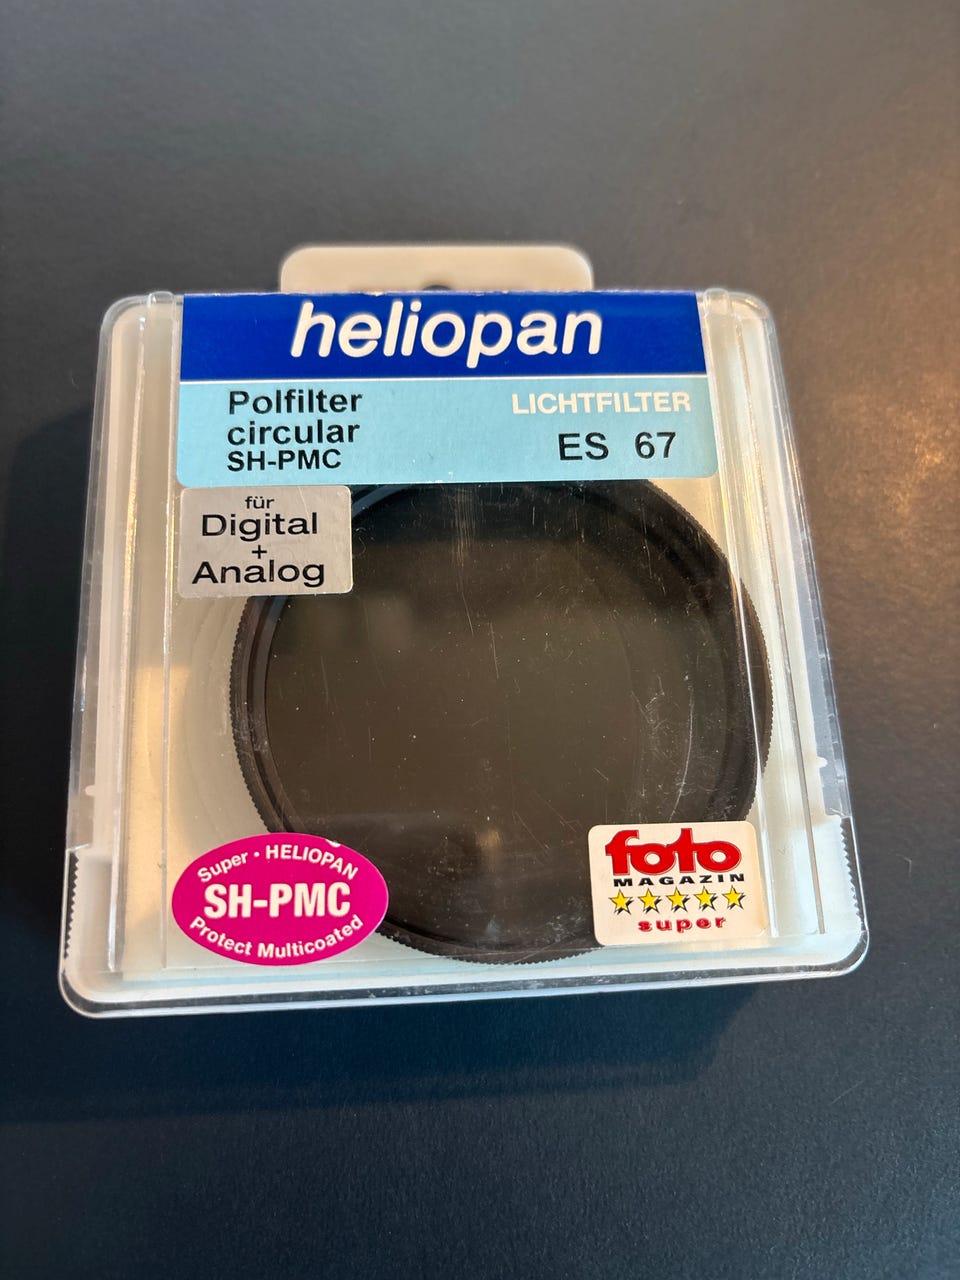 heliopan
Polfilter
circular
SH-PMC
LICHTFILTER
ES 67
für
Digital
+
Analog
Super • HELIOPAN
SH-PMC
Protect Multicoated
foto
MAGAZIN
super